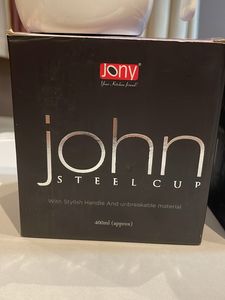 Jony
Your Kitchen friend!
john
STEEL CUP
With Stylish Handle And unbreakable material
400ml (approx)